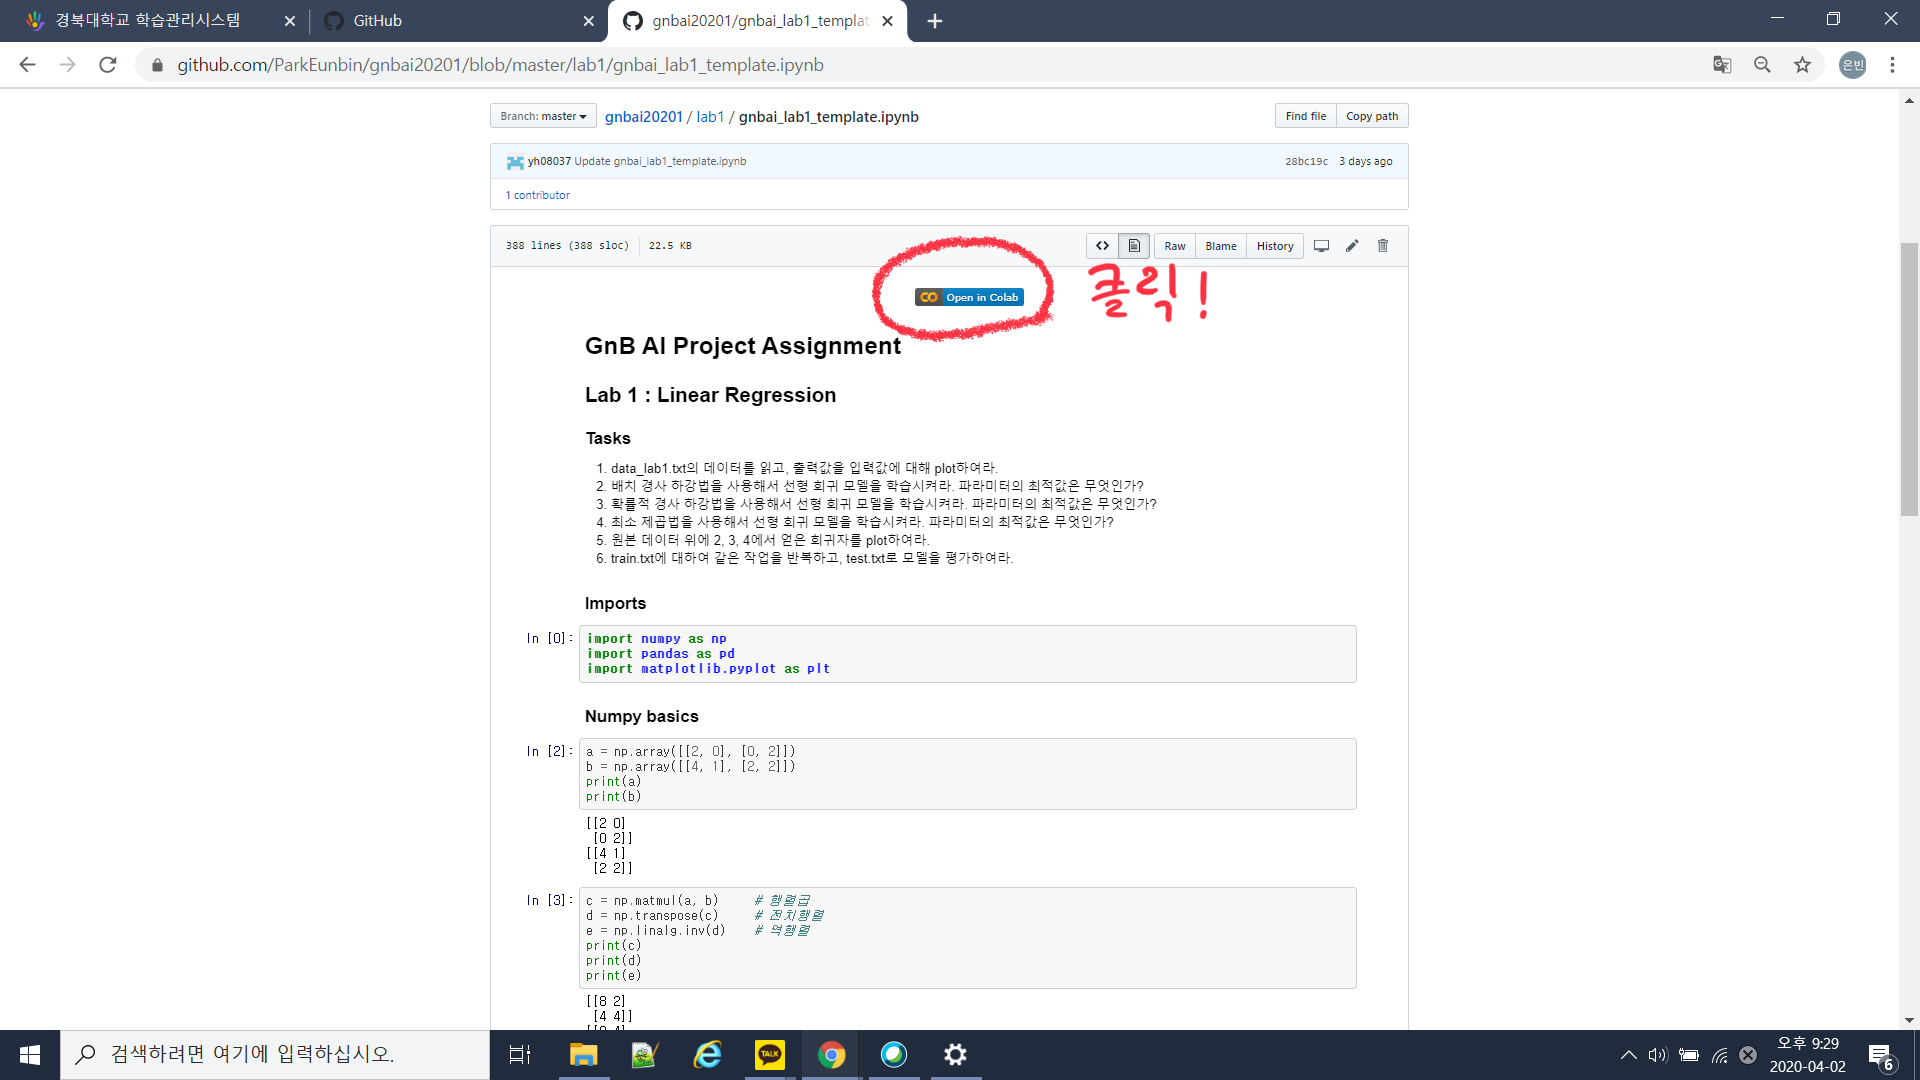 경북대학교 학습관리시스템
GitHub
gnbai20201/gnbai_lab1_templat
github.com/ParkEunbin/gnbai20201/blob/master/lab1/gnbai_lab1_template.ipynb
은빈
Branch: master
gnbai20201 / lab1 / gnbai_lab1_template.ipynb
Find file
Copy path
yh08037 Update gnbai_lab1_template.ipynb
28bc19c 3 days ago
1 contributor
388 lines (388 sloc) 22.5 KB
Raw
Blame
History
CO Open in Colab
클릭!
GnB AI Project Assignment
Lab 1 : Linear Regression
Tasks
1. data_lab1.txt의 데이터를 읽고, 출력값을 입력값에 대해 plot하여라.
2. 배치 경사 하강법을 사용해서 선형 회귀 모델을 학습시켜라. 파라미터의 최적값은 무엇인가?
3. 확률적 경사 하강법을 사용해서 선형 회귀 모델을 학습시켜라. 파라미터의 최적값은 무엇인가?
4. 최소 제곱법을 사용해서 선형 회귀 모델을 학습시켜라. 파라미터의 최적값은 무엇인가?
5. 원본 데이터 위에 2, 3, 4에서 얻은 회귀자를 plot하여라.
6. train.txt에 대하여 같은 작업을 반복하고, test.txt로 모델을 평가하여라.
Imports
In [0]:
import numpy as np
import pandas as pd
import matplotlib.pyplot as plt
Numpy basics
In [2]:
a = np.array([[2, 0], [0, 2]])
b = np.array([[4, 1], [2, 2]])
print(a)
print(b)
[[2 0]
[0 2]]
[[4 1]
[2 2]]
In [3]:
c = np.matmul(a, b) # 행렬곱
d = np.transpose(c) # 전치행렬
e = np.linalg.inv(d) # 역행렬
print(c)
print(d)
print(e)
[[8 2]
[4 4]]
[[8 4]
검색하려면 여기에 입력하십시오.
TALK
오후 9:29
2020-04-02
6